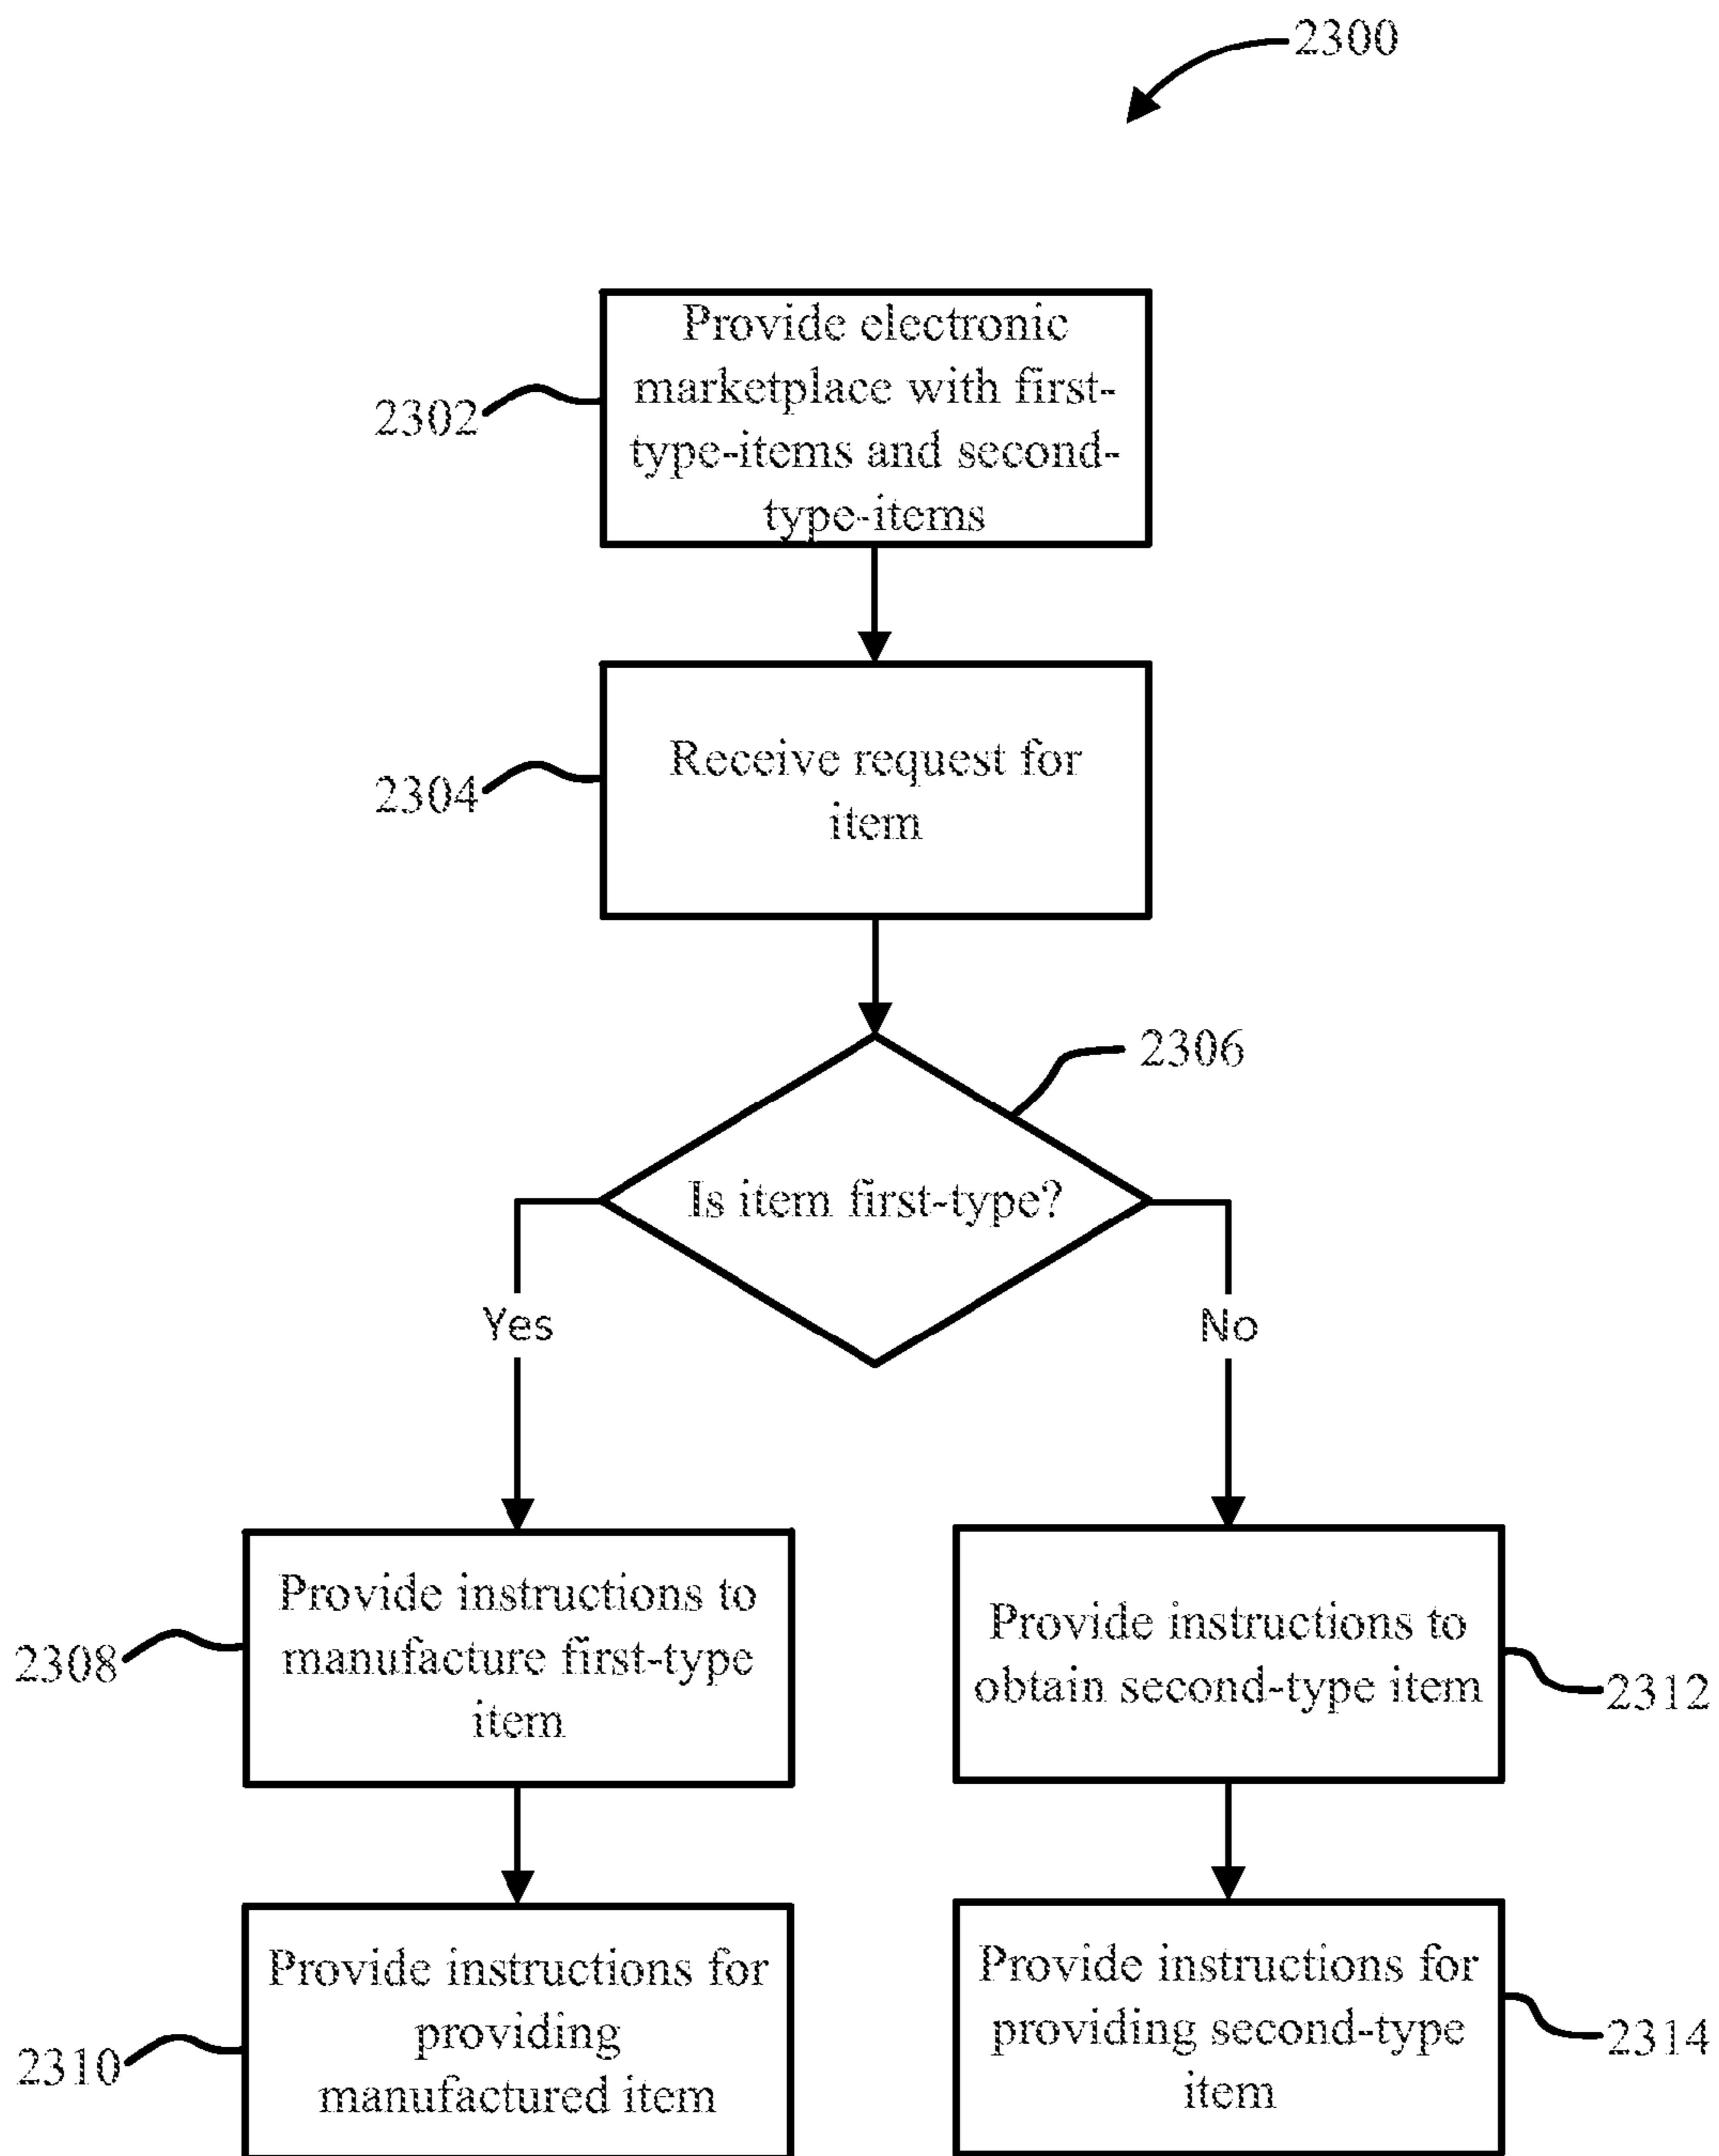 2300
Provide electronic
marketplace with first-
type-items and second-
type-items
2302
Receive request for
item
2304
2306
Is item first-type?
Yes
No
Provide instructions to
manufacture first-type
item
2308
Provide instructions to
obtain second-type item
2312
Provide instructions for
providing
manufactured item
2310
Provide instructions for
providing second-type
item
2314